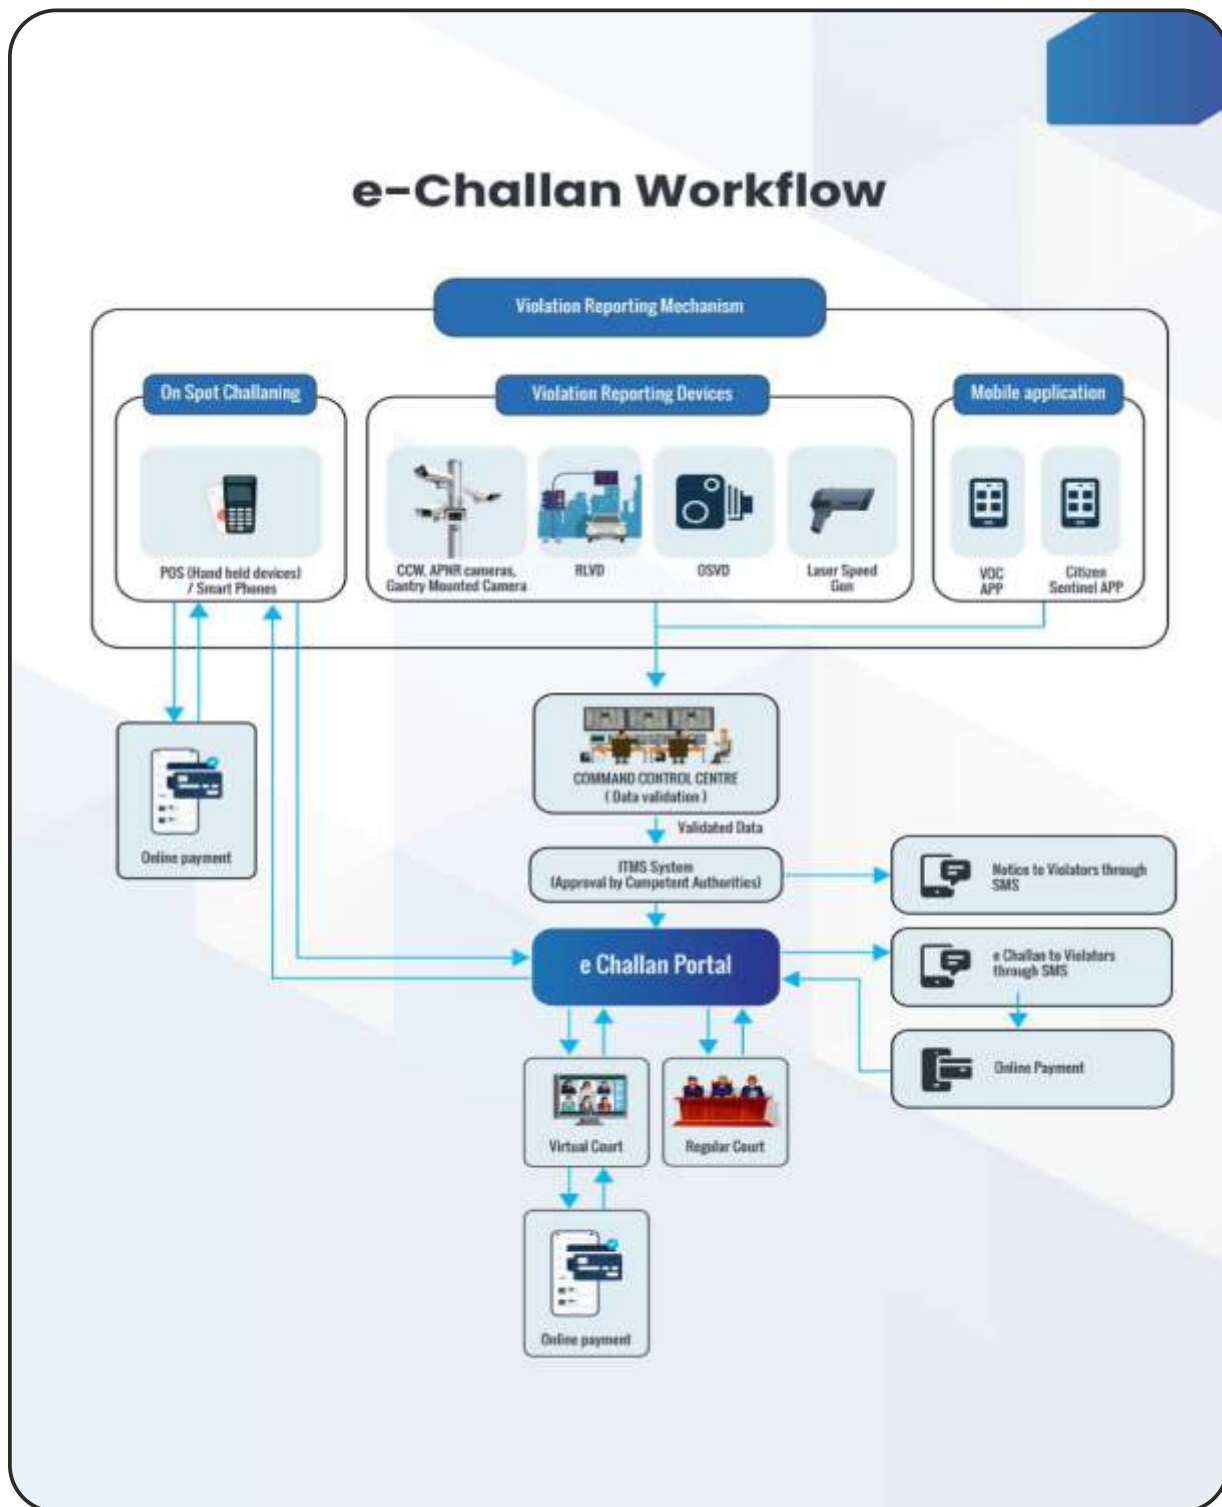 e-Challan Workflow
Violation Reporting Mechanism
On Spot Challaning
POS (Hand held devices)
/ Smart Phones
Violation Reporting Devices
CCW, APNR cameras,
Gantry Mounted Camera
RLVD
OSVD
Laser Speed
Gun
Mobile application
VOC
APP
Citizen
Sentinel APP
Online payment
COMMAND CONTROL CENTRE
( Data validation )
Validated Data
ITMS System
(Approval by Competent Authorities)
Notice to Violators through
SMS
e Challan Portal
e Challan to Violators
through SMS
Online Payment
Virtual Court
Regular Court
Online payment